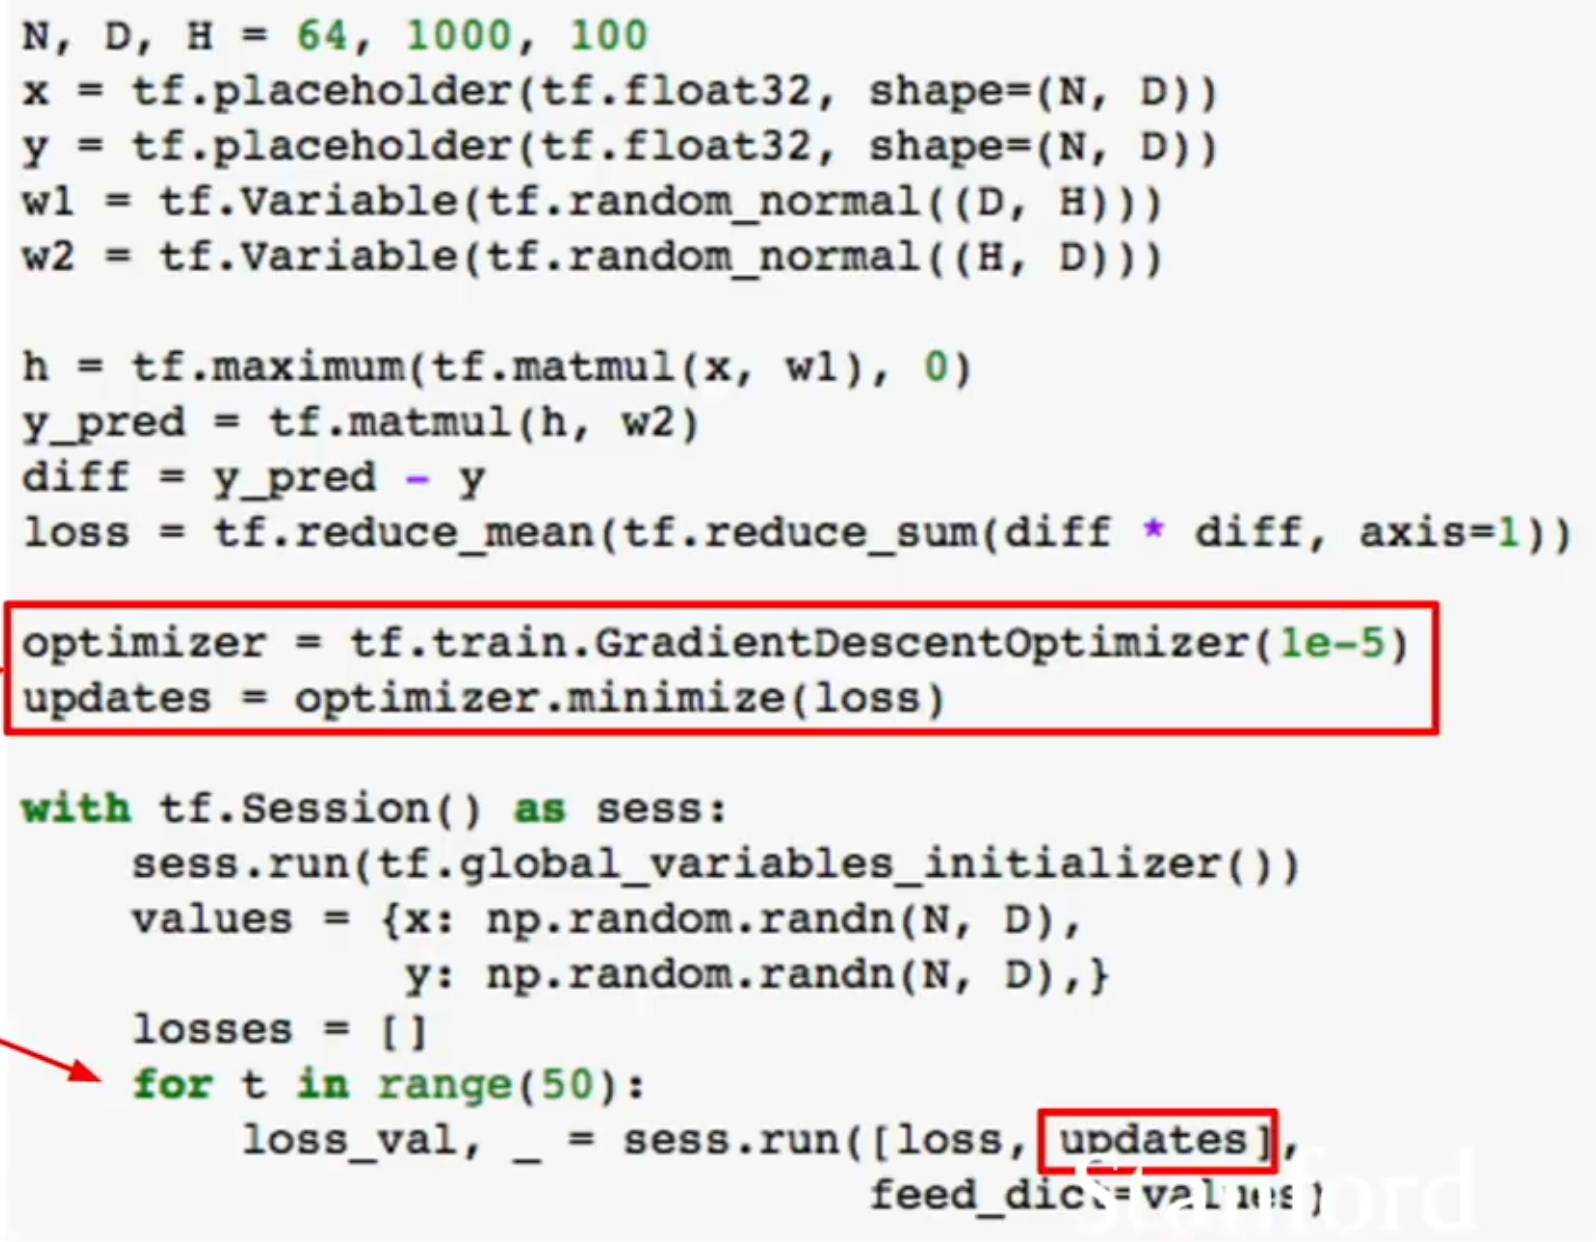 N, D, H = 64, 1000, 100
x = tf.placeholder(tf.float32, shape=(N, D))
y = tf.placeholder(tf.float32, shape=(N, D))
w1 = tf.Variable(tf.random_normal((D, H)))
w2 = tf.Variable(tf.random_normal((H, D)))
h = tf.maximum(tf.matmul(x, w1), 0)
y_pred = tf.matmul(h, w2)
diff = y_pred - y
loss = tf.reduce_mean(tf.reduce_sum(diff * diff, axis=1))
optimizer = tf.train.GradientDescentOptimizer(1e-5)
updates = optimizer.minimize(loss)
with tf.Session() as sess:
    sess.run(tf.global_variables_initializer())
    values = {x: np.random.randn(N, D),
              y: np.random.randn(N, D),}
    losses = []
    for t in range(50):
        loss_val, _ = sess.run([loss, updates],
                               feed_dict=values)
Stanford